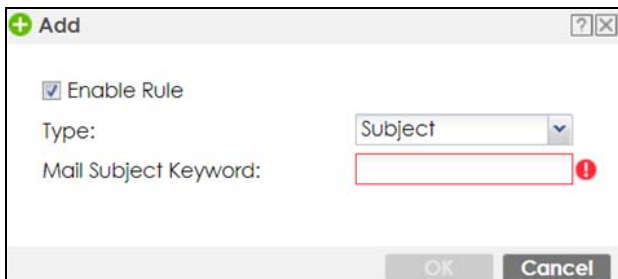 Add ?
Enable Rule
Type: Subject
Mail Subject Keyword: !
OK Cancel